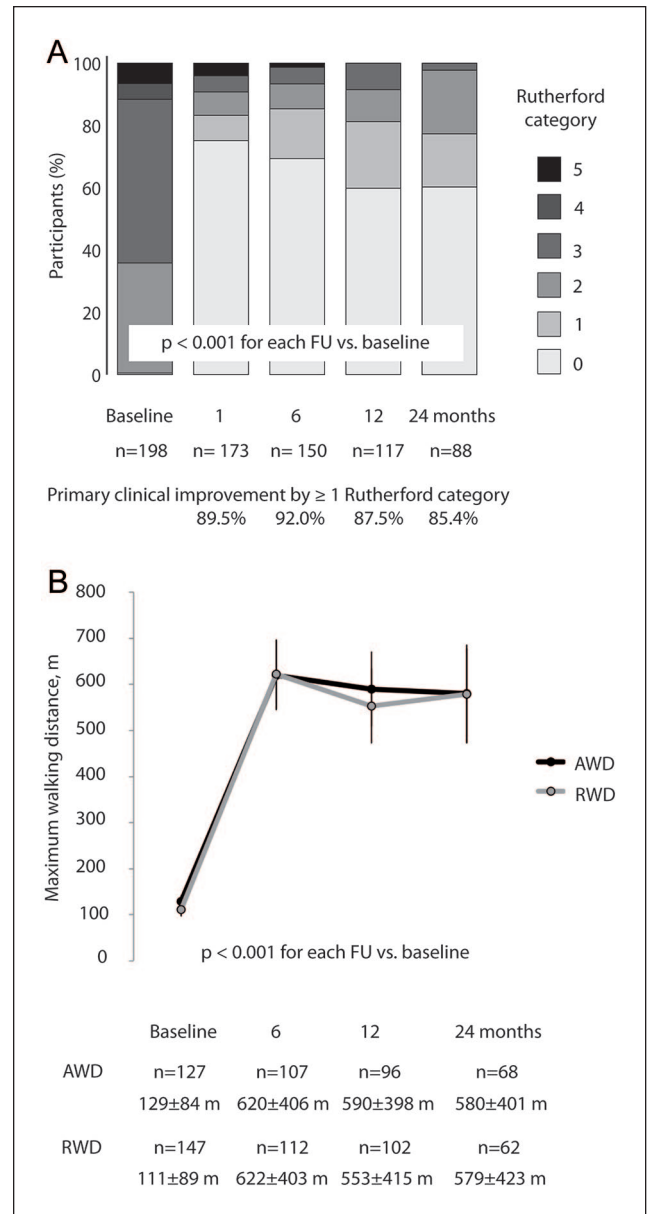 A
100
80
60
40
20
0
Participants (%)
Rutherford
category
5
4
3
2
1
0
p < 0.001 for each FU vs. baseline
Baseline 1 6 12 24 months
n=198 n= 173 n= 150 n=117 n=88
Primary clinical improvement by ≥ 1 Rutherford category
89.5% 92.0% 87.5% 85.4%
B
800
700
600
500
400
300
200
100
0
Maximum walking distance, m
AWD
RWD
p < 0.001 for each FU vs. baseline
Baseline 6 12 24 months
AWD n=127 n=107 n=96 n=68
129±84 m 620±406 m 590±398 m 580±401 m
RWD n=147 n=112 n=102 n=62
111±89 m 622±403 m 553±415 m 579±423 m